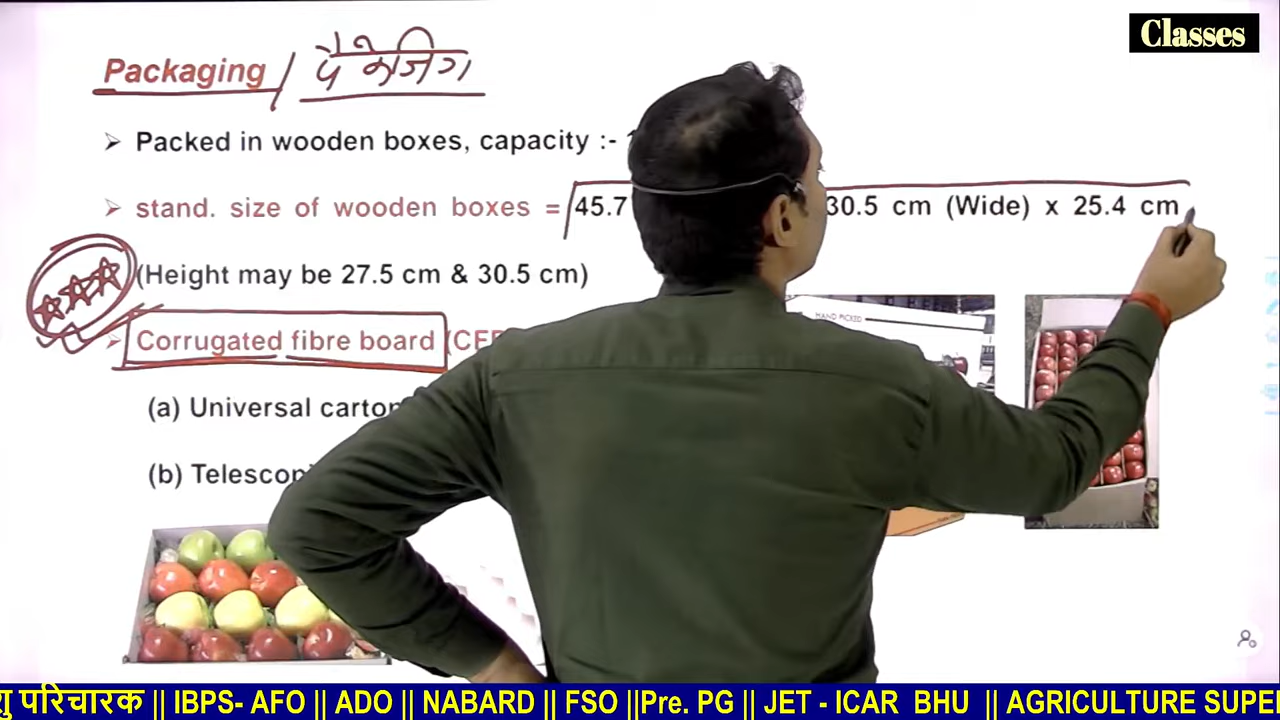 Classes
Packaging / पैकेजिंग
➢ Packed in wooden boxes, capacity :-
➢ stand. size of wooden boxes = 45.7 30.5 cm (Wide) x 25.4 cm
(Height may be 27.5 cm & 30.5 cm)
➢ Corrugated fibre board
HAND PICKED
(a) Universal carton
(b)
परिचारक || IBPS- AFO || ADO || NABARD || FSO ||Pre. PG || JET - ICAR BHU || AGRICULTURE